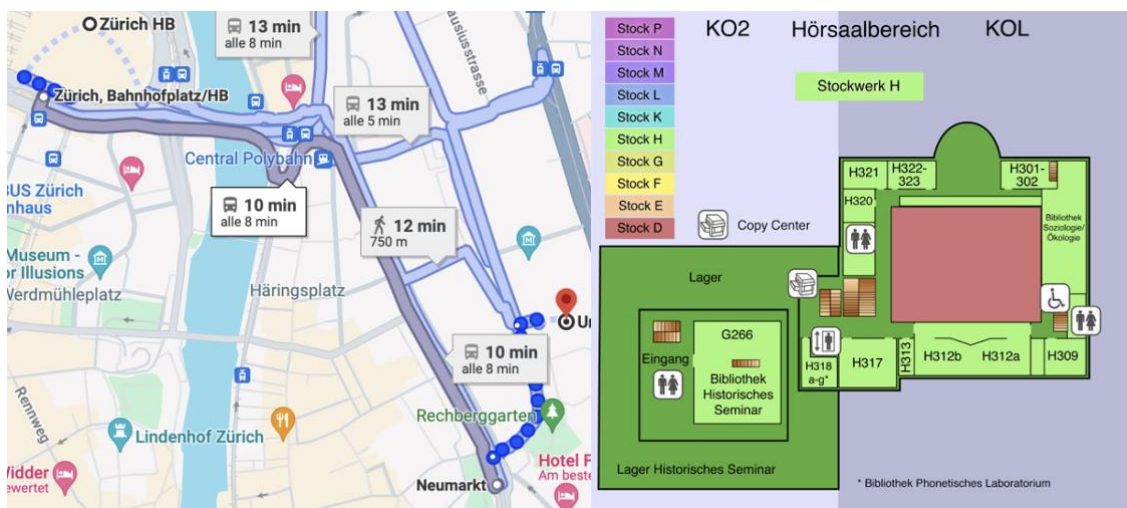 Zürich HB
13 min
alle 8 min
ausiusstrasse
Zürich, Bahnhofplatz/HB
13 min
alle 5 min
Central Polybahn
BUS Zürich
nhaus
10 min
alle 8 min
12 min
750 m
Museum -
or Illusions
Werdmühleplatz
Häringsplatz
Un
10 min
alle 8 min
Rennweg
Rechberggarten
Lindenhof Zürich
Widder
ewertet
Hotel F
Am beste
Neumarkt
Stock P
Stock N
Stock M
Stock L
Stock K
Stock H
Stock G
Stock F
Stock E
Stock D
KO2
Hörsaalbereich
KOL
Stockwerk H
Copy Center
H321
H322-
323
H301-
302
H320
Bibliothek
Soziologie/
Ökologie
Lager
G266
Eingang
Bibliothek
Historisches
Seminar
H318
a-g*
H317
H313
H312b
H312a
H309
Lager Historisches Seminar
* Bibliothek Phonetisches Laboratorium